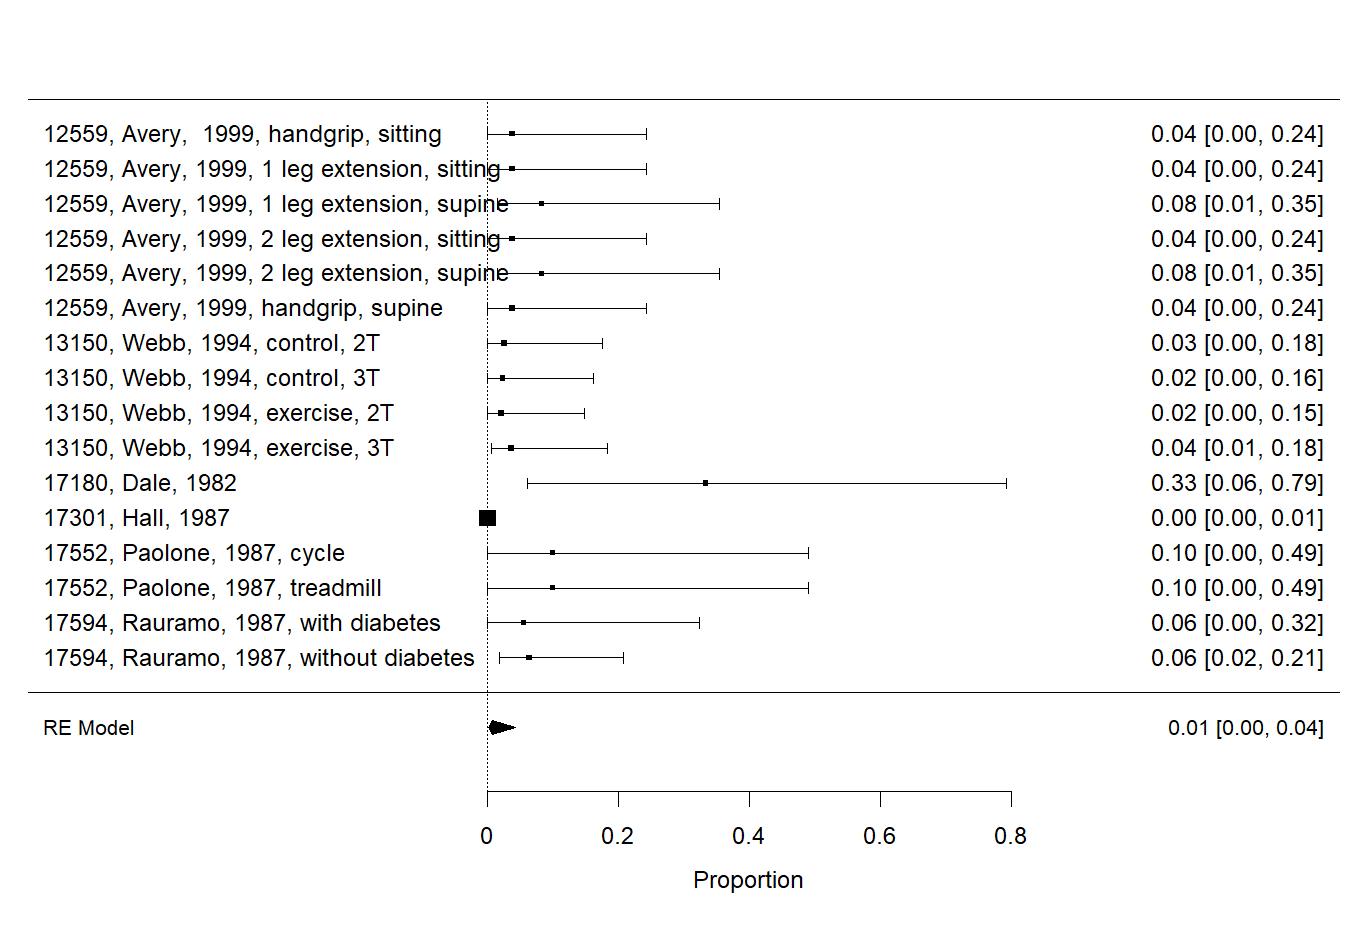 12559, Avery,  1999, handgrip, sitting 0.04 [0.00, 0.24]
12559, Avery, 1999, 1 leg extension, sitting 0.04 [0.00, 0.24]
12559, Avery, 1999, 1 leg extension, supine 0.08 [0.01, 0.35]
12559, Avery, 1999, 2 leg extension, sitting 0.04 [0.00, 0.24]
12559, Avery, 1999, 2 leg extension, supine 0.08 [0.01, 0.35]
12559, Avery, 1999, handgrip, supine 0.04 [0.00, 0.24]
13150, Webb, 1994, control, 2T 0.03 [0.00, 0.18]
13150, Webb, 1994, control, 3T 0.02 [0.00, 0.16]
13150, Webb, 1994, exercise, 2T 0.02 [0.00, 0.15]
13150, Webb, 1994, exercise, 3T 0.04 [0.01, 0.18]
17180, Dale, 1982 0.33 [0.06, 0.79]
17301, Hall, 1987 0.00 [0.00, 0.01]
17552, Paolone, 1987, cycle 0.10 [0.00, 0.49]
17552, Paolone, 1987, treadmill 0.10 [0.00, 0.49]
17594, Rauramo, 1987, with diabetes 0.06 [0.00, 0.32]
17594, Rauramo, 1987, without diabetes 0.06 [0.02, 0.21]
RE Model 0.01 [0.00, 0.04]
0 0.2 0.4 0.6 0.8
Proportion